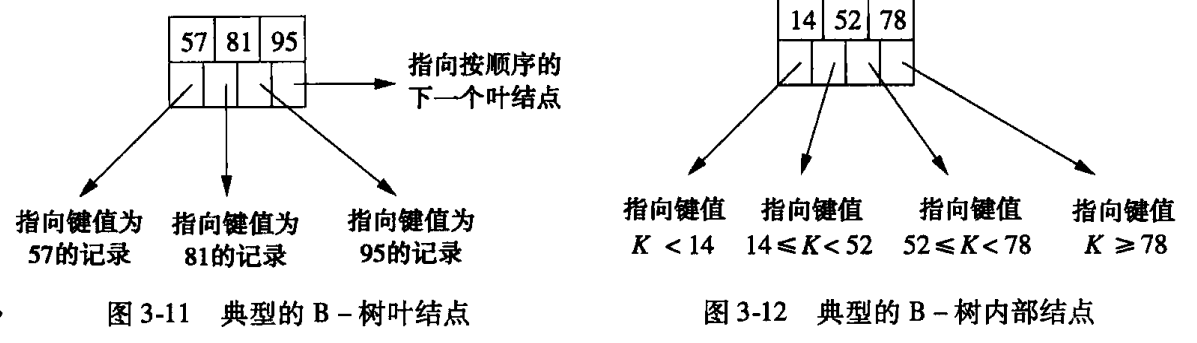 57 81 95
指向按顺序的
下一个叶结点
指向键值为
57的记录
指向键值为
81的记录
指向键值为
95的记录
图 3-11 典型的 B-树叶结点
14 52 78
指向键值
K < 14
指向键值
14≤K<52
指向键值
52≤K<78
指向键值
K ≥78
图 3-12 典型的 B-树内部结点